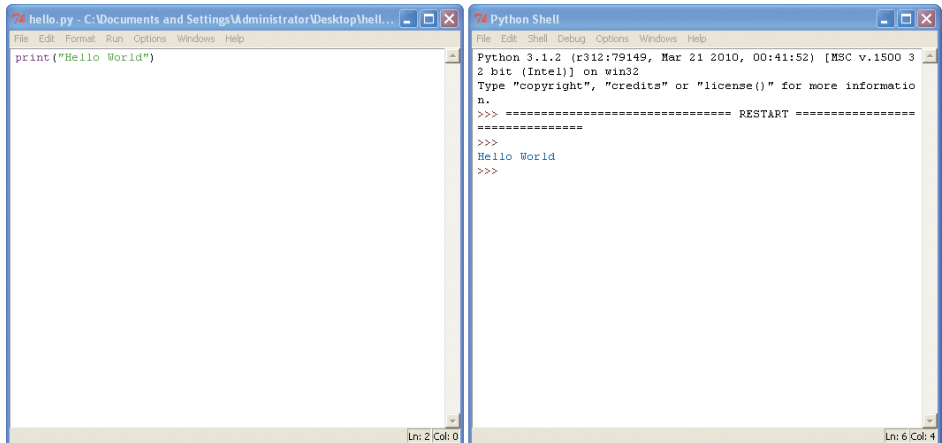 hello.py - C:\Documents and Settings\Administrator\Desktop\hell...
File Edit Format Run Options Windows Help
print("Hello World")
Ln: 2 Col: 0
Python Shell
File Edit Shell Debug Options Windows Help
Python 3.1.2 (r312:79149, Mar 21 2010, 00:41:52) [MSC v.1500 3
2 bit (Intel)] on win32
Type "copyright", "credits" or "license()" for more informatio
n.
>>> ================================ RESTART =================
===============
>>>
Hello World
>>>
Ln: 6 Col: 4